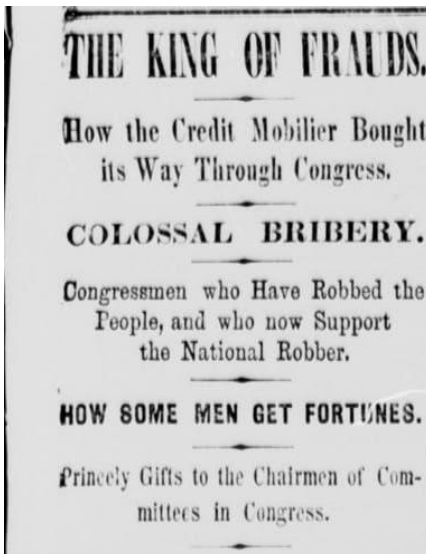 THE KING OF FRAUDS.
How the Credit Mobilier Bought
its Way Through Congress.
COLOSSAL BRIBERY.
Congressmen who Have Robbed the
People, and who now Support
the National Robber.
HOW SOME MEN GET FORTUNES.
Princely Gifts to the Chairmen of Com-
mittees in Congress.